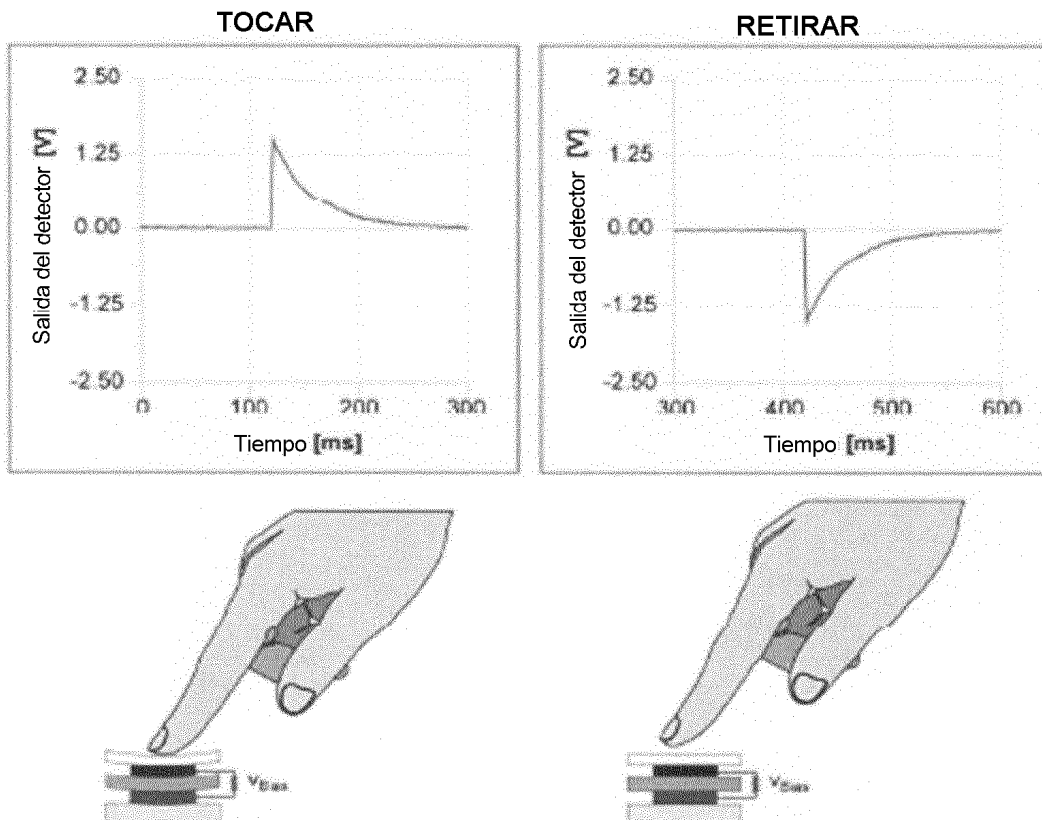 TOCAR
RETIRAR
2.50
1.25
0.00
-1.25
-2.50
Salida del detector [V]
0 100 200 300
Tiempo [ms]
2.50
1.25
0.00
-1.25
-2.50
Salida del detector [V]
300 400 500 600
Tiempo [ms]
VBias
VBias